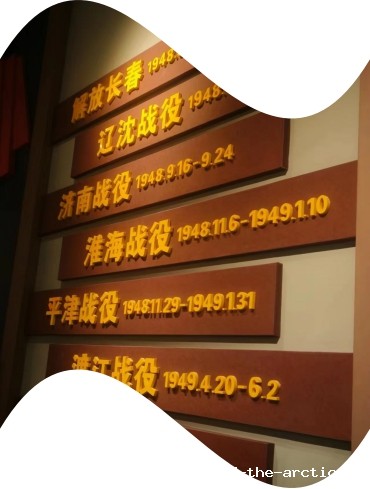 解放长春 1948.
辽沈战役 1948.
济南战役 1948.9.16-9.24
淮海战役 1948.11.6-1949.1.10
平津战役 1948.11.29-1949.1.31
渡江战役 1949.4.20-6.2
-the-arctic